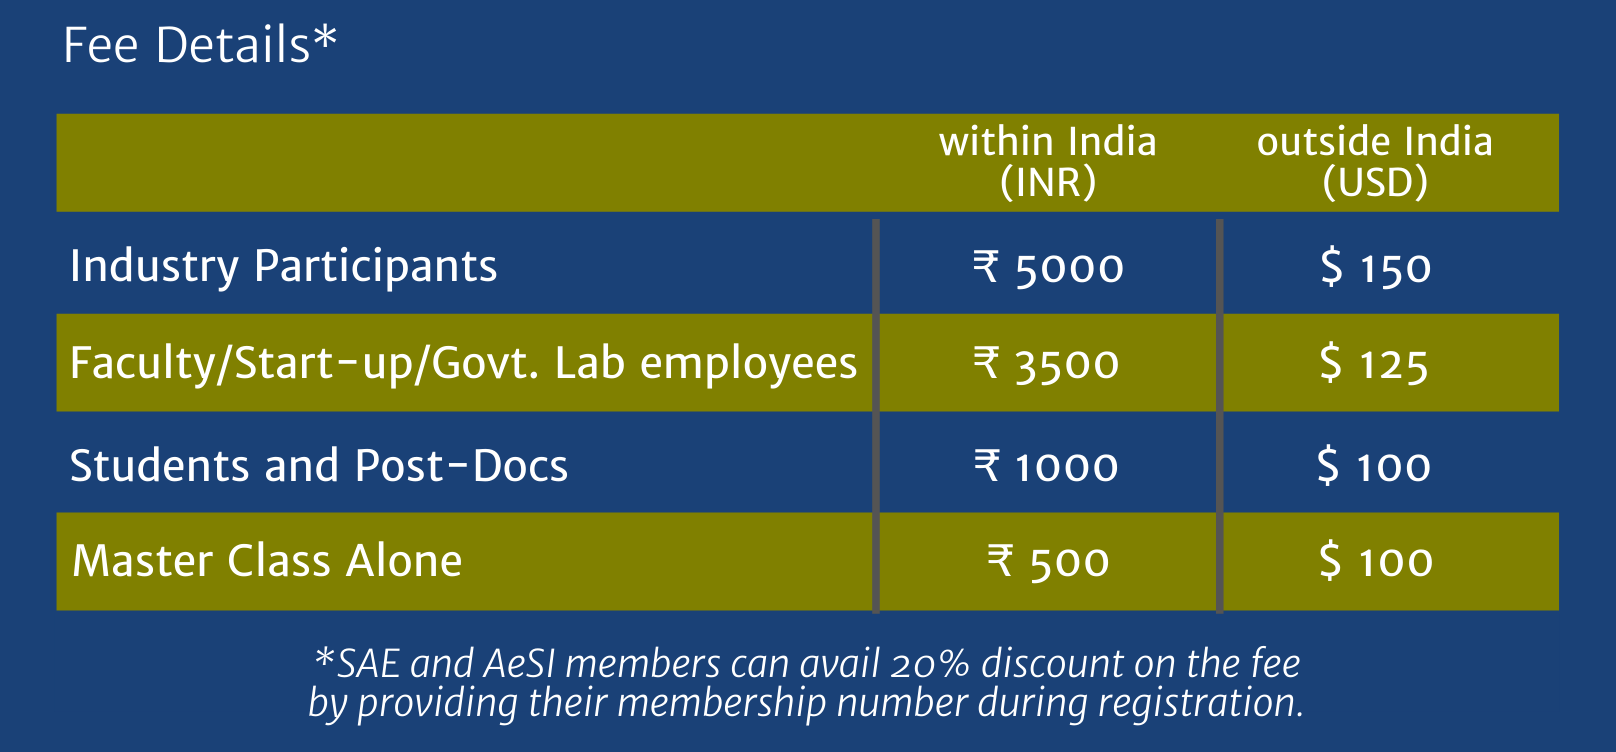 Fee Details*
within India outside India
(INR) (USD)
Industry Participants ₹ 5000 $ 150
Faculty/Start-up/Govt. Lab employees ₹ 3500 $ 125
Students and Post-Docs ₹ 1000 $ 100
Master Class Alone ₹ 500 $ 100
*SAE and AeSI members can avail 20% discount on the fee
by providing their membership number during registration.